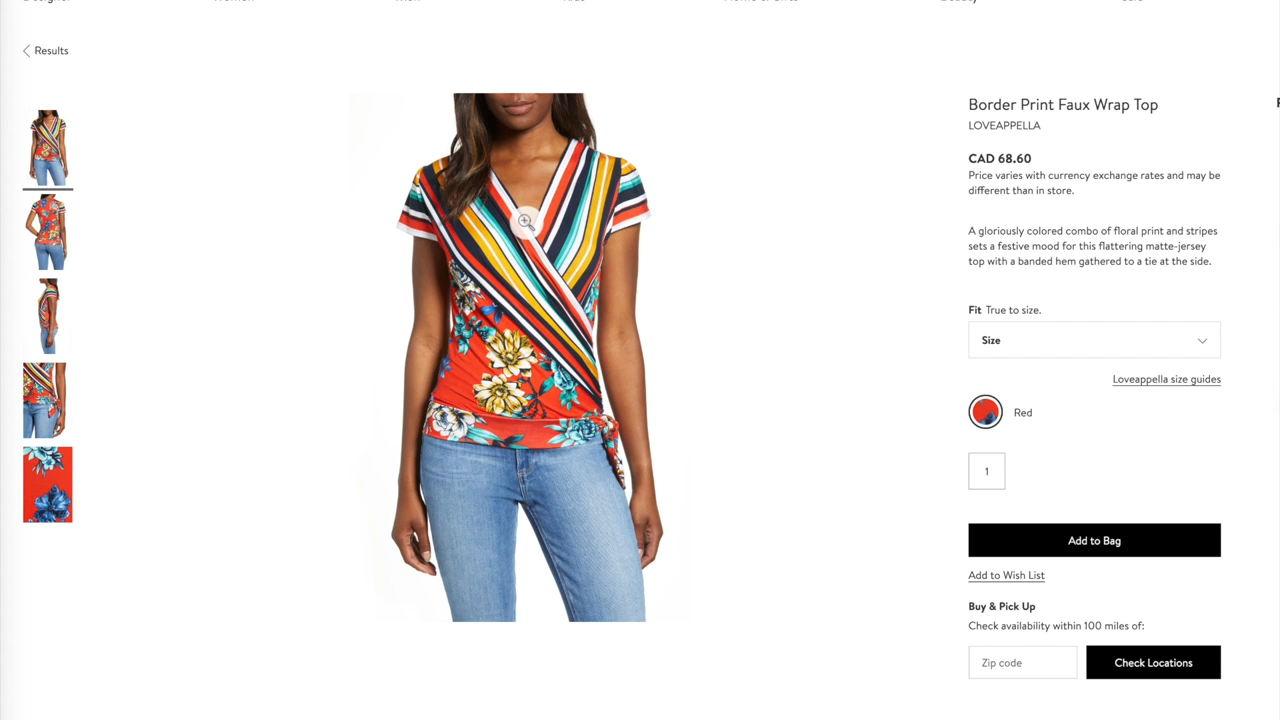 Results
Border Print Faux Wrap Top
LOVEAPPELLA
CAD 68.60
Price varies with currency exchange rates and may be
different than in store.
A gloriously colored combo of floral print and stripes
sets a festive mood for this flattering matte-jersey
top with a banded hem gathered to a tie at the side.
Fit True to size.
Size
Loveappella size guides
Red
1
Add to Bag
Add to Wish List
Buy & Pick Up
Check availability within 100 miles of:
Zip code
Check Locations